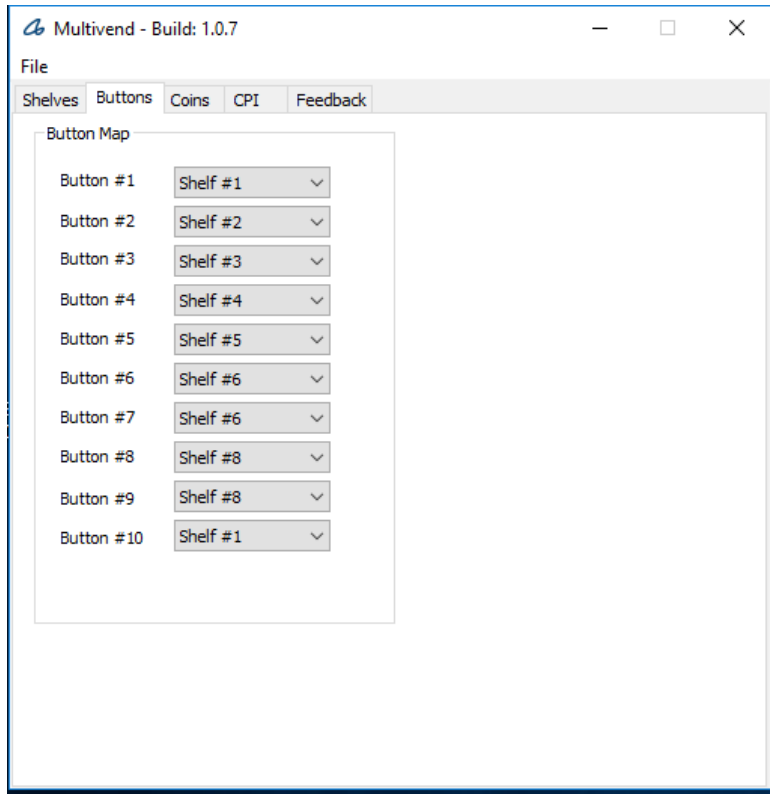 Multivend - Build: 1.0.7
File
Shelves Buttons Coins CPI Feedback
Button Map
Button #1 Shelf #1
Button #2 Shelf #2
Button #3 Shelf #3
Button #4 Shelf #4
Button #5 Shelf #5
Button #6 Shelf #6
Button #7 Shelf #6
Button #8 Shelf #8
Button #9 Shelf #8
Button #10 Shelf #1